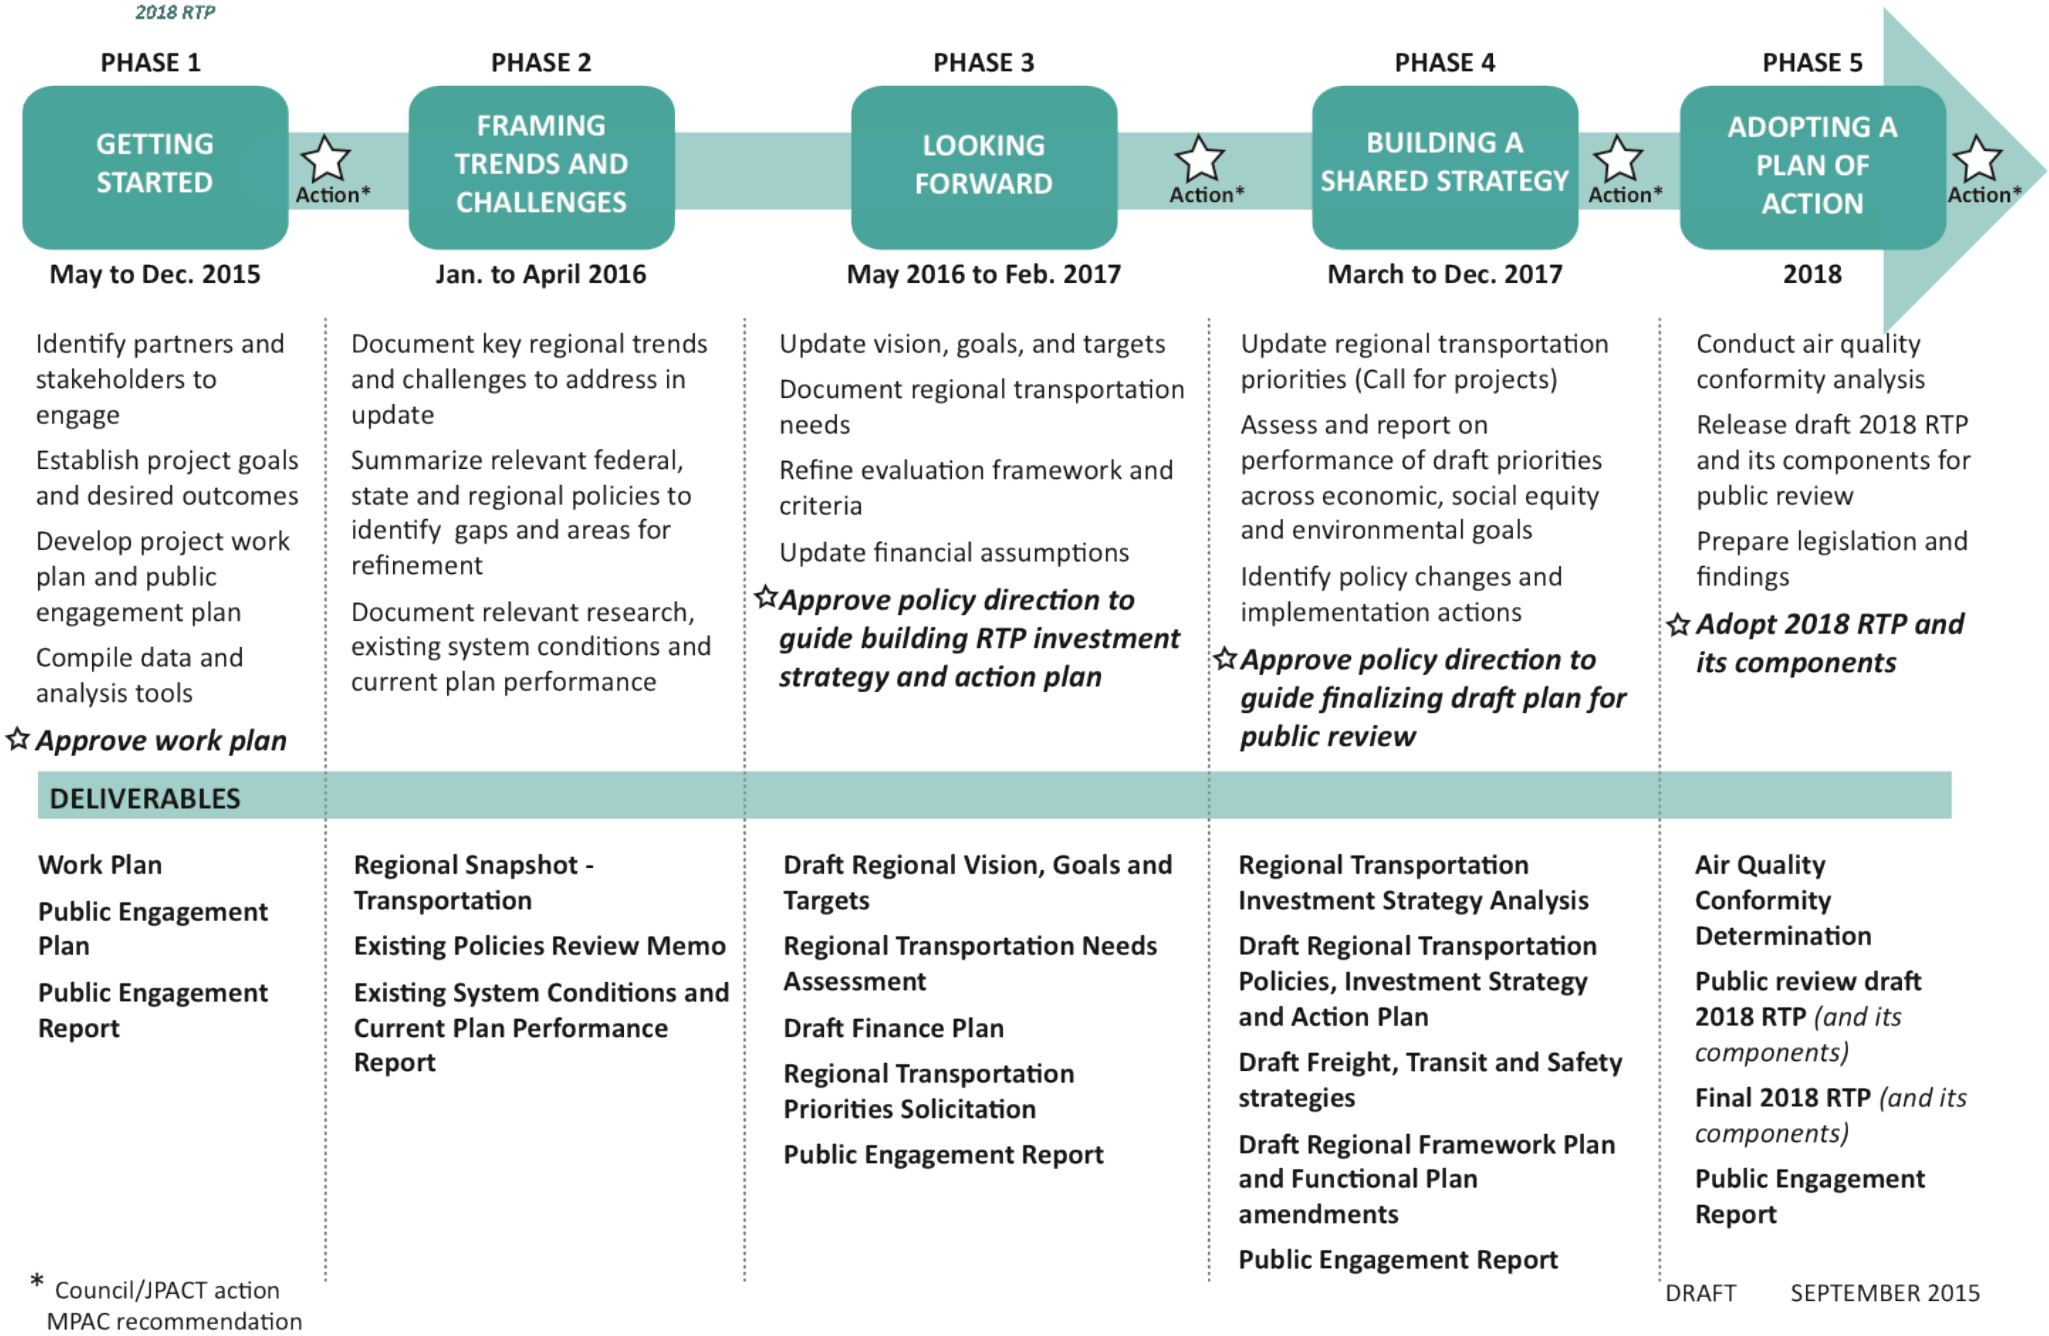 2018 RTP
PHASE 1
GETTING
STARTED
May to Dec. 2015
Action*
PHASE 2
FRAMING
TRENDS AND
CHALLENGES
Jan. to April 2016
PHASE 3
LOOKING
FORWARD
May 2016 to Feb. 2017
Action*
PHASE 4
BUILDING A
SHARED STRATEGY
March to Dec. 2017
Action*
PHASE 5
ADOPTING A
PLAN OF
ACTION
2018
Action*
Identify partners and
stakeholders to
engage
Establish project goals
and desired outcomes
Develop project work
plan and public
engagement plan
Compile data and
analysis tools
Approve work plan
Document key regional trends
and challenges to address in
update
Summarize relevant federal,
state and regional policies to
identify gaps and areas for
refinement
Document relevant research,
existing system conditions and
current plan performance
Update vision, goals, and targets
Document regional transportation
needs
Refine evaluation framework and
criteria
Update financial assumptions
Approve policy direction to
guide building RTP investment
strategy and action plan
Update regional transportation
priorities (Call for projects)
Assess and report on
performance of draft priorities
across economic, social equity
and environmental goals
Identify policy changes and
implementation actions
Approve policy direction to
guide finalizing draft plan for
public review
Conduct air quality
conformity analysis
Release draft 2018 RTP
and its components for
public review
Prepare legislation and
findings
Adopt 2018 RTP and
its components
DELIVERABLES
Work Plan
Public Engagement
Plan
Public Engagement
Report
Regional Snapshot -
Transportation
Existing Policies Review Memo
Existing System Conditions and
Current Plan Performance
Report
Draft Regional Vision, Goals and
Targets
Regional Transportation Needs
Assessment
Draft Finance Plan
Regional Transportation
Priorities Solicitation
Public Engagement Report
Regional Transportation
Investment Strategy Analysis
Draft Regional Transportation
Policies, Investment Strategy
and Action Plan
Draft Freight, Transit and Safety
strategies
Draft Regional Framework Plan
and Functional Plan
amendments
Public Engagement Report
Air Quality
Conformity
Determination
Public review draft
2018 RTP (and its
components)
Final 2018 RTP (and its
components)
Public Engagement
Report
* Council/JPACT action
MPAC recommendation
DRAFT SEPTEMBER 2015